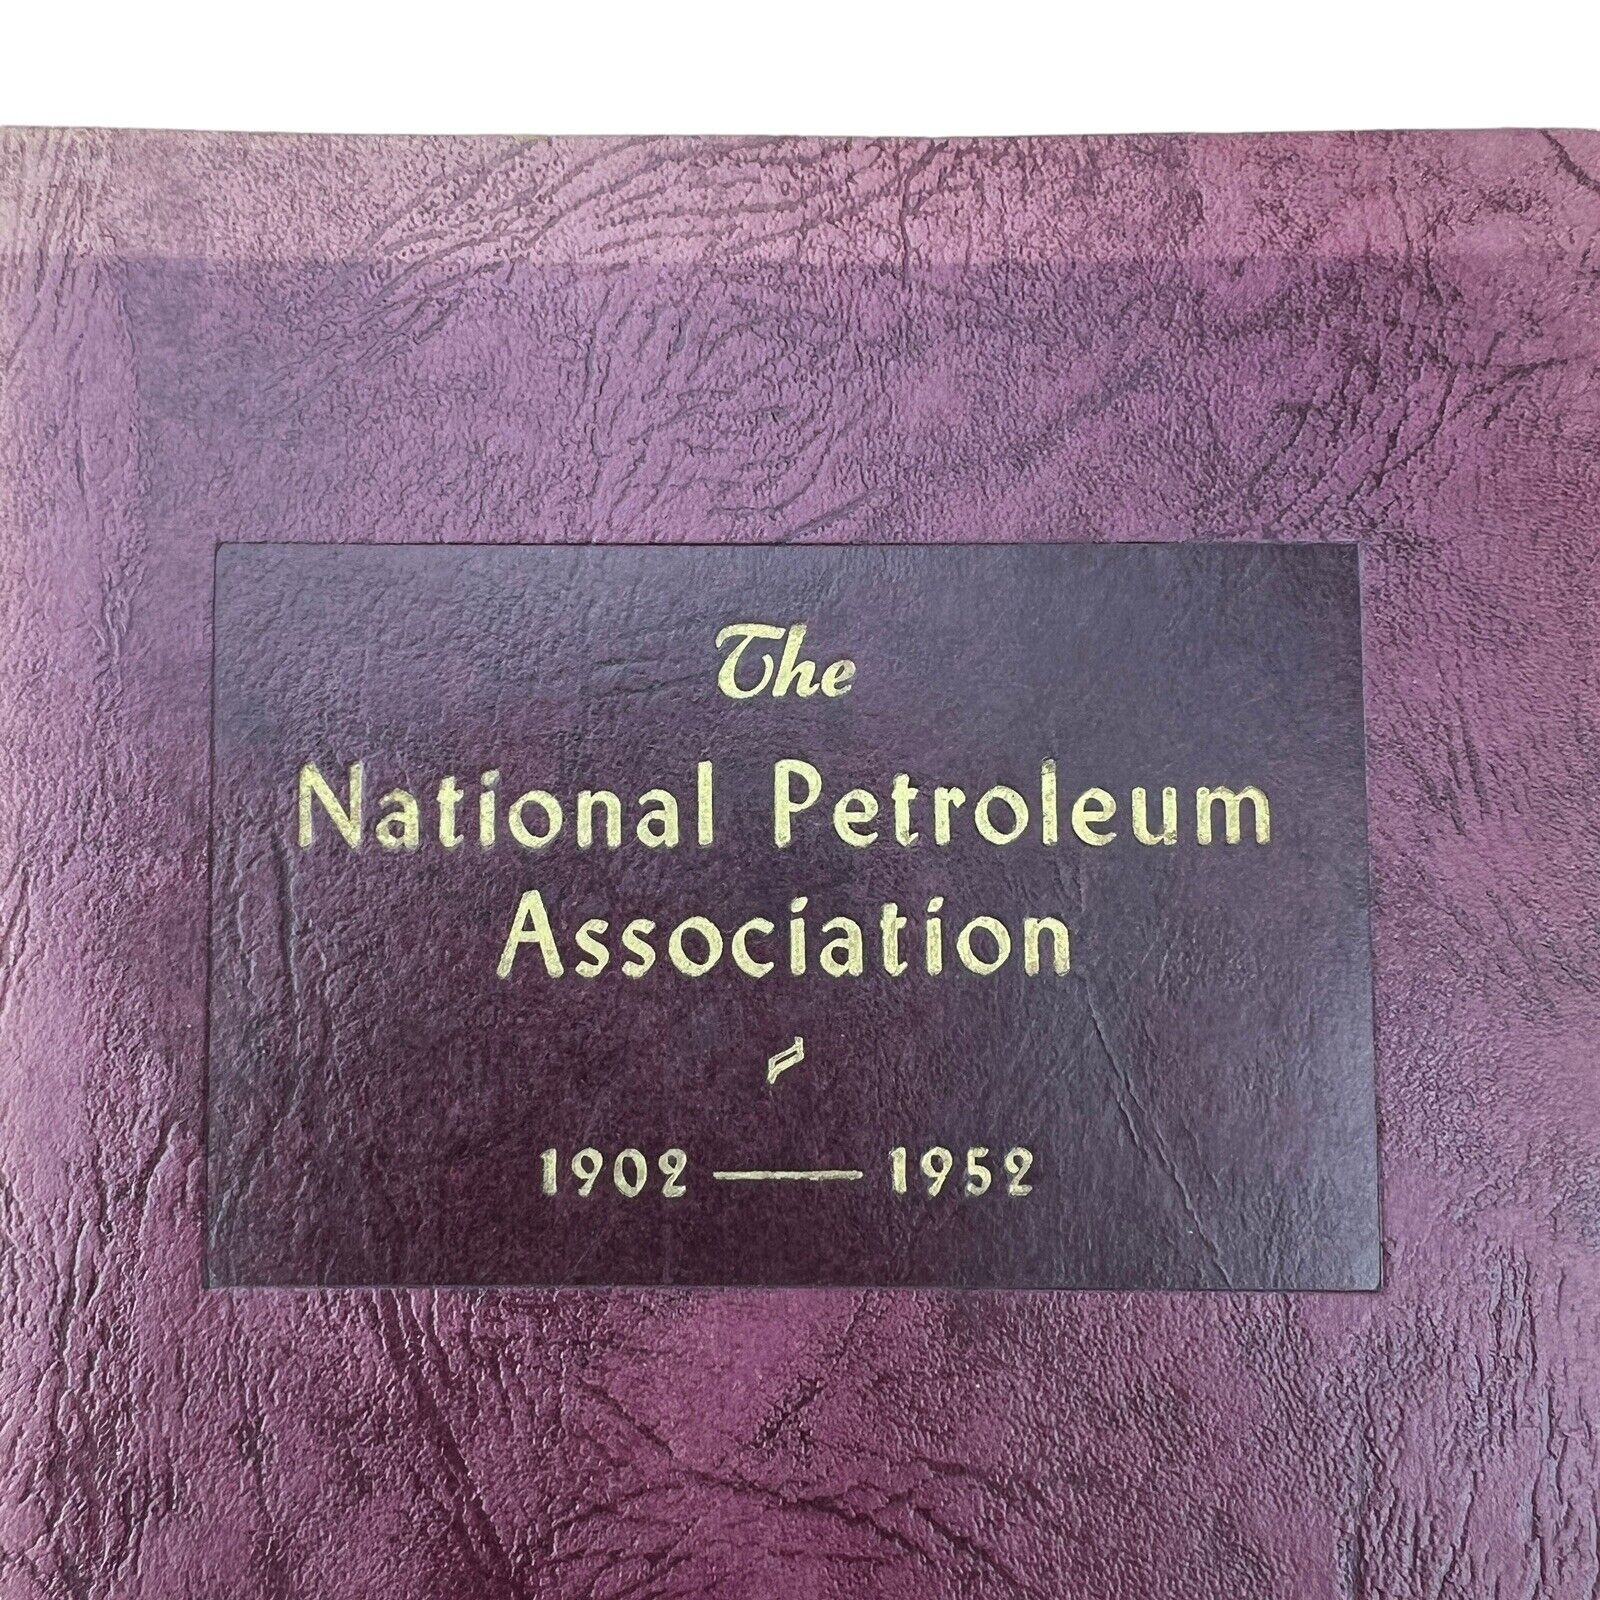 The
National Petroleum
Association
1902 — 1952